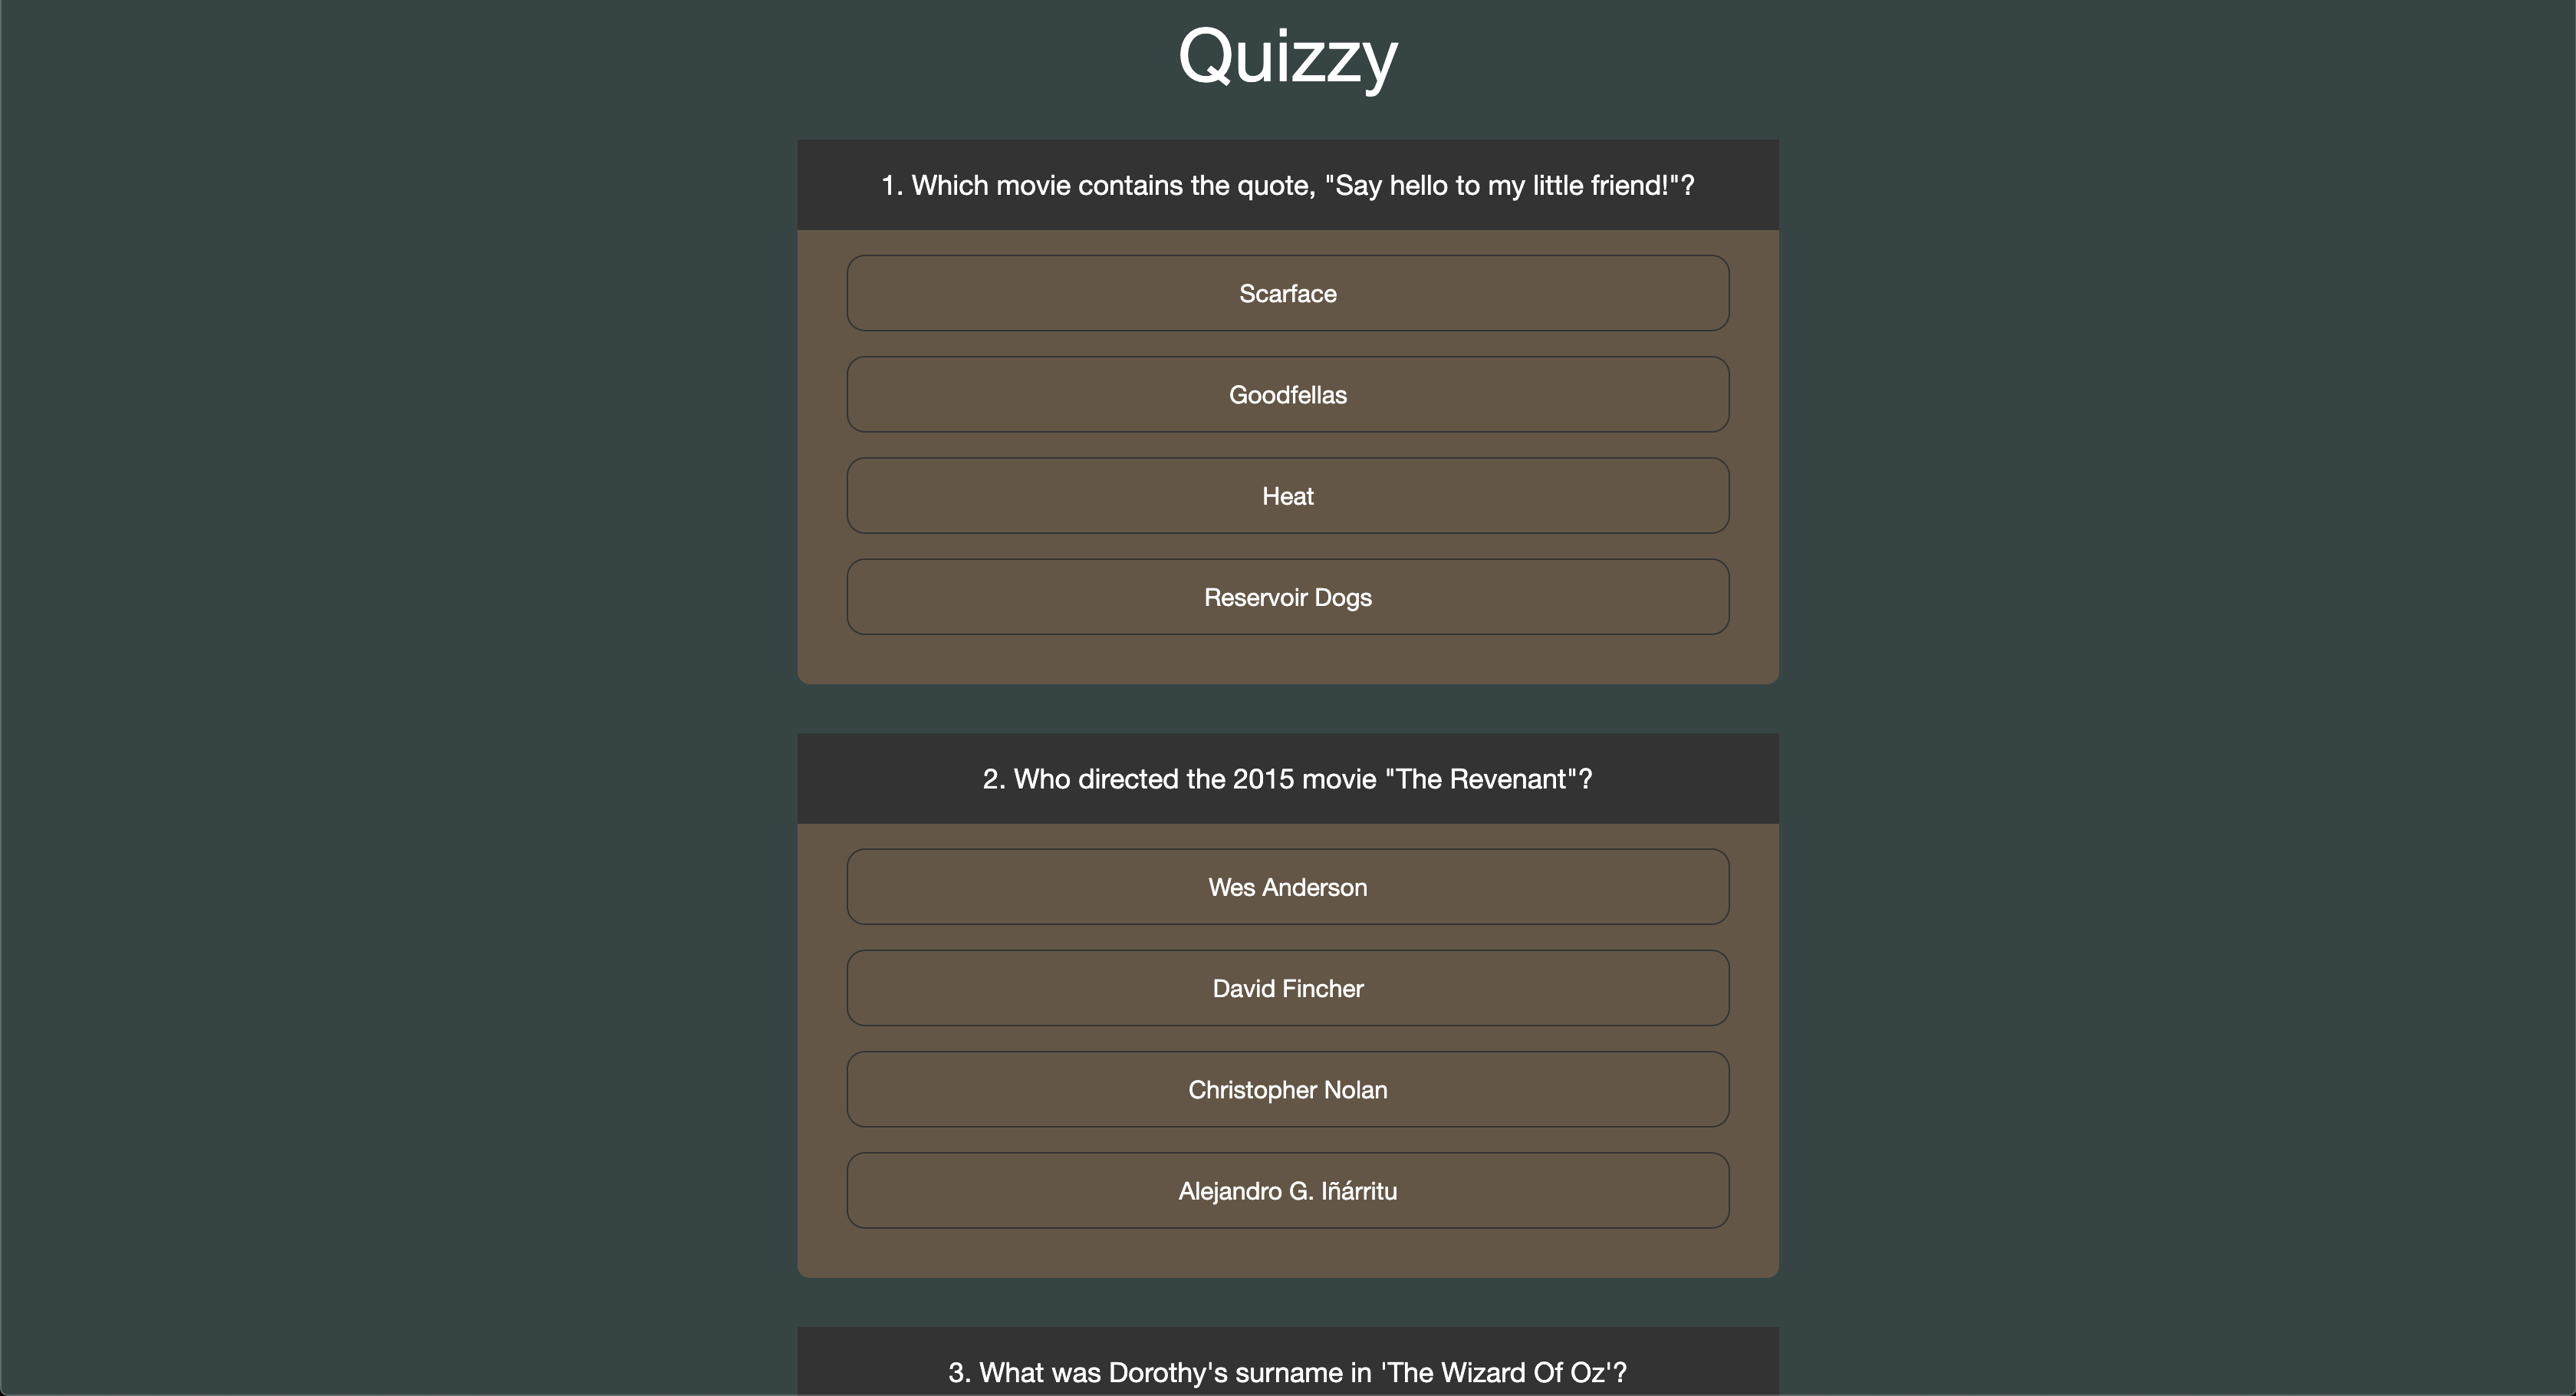 Quizzy
1. Which movie contains the quote, "Say hello to my little friend!"?
Scarface
Goodfellas
Heat
Reservoir Dogs
2. Who directed the 2015 movie "The Revenant"?
Wes Anderson
David Fincher
Christopher Nolan
Alejandro G. Iñárritu
3. What was Dorothy's surname in 'The Wizard Of Oz'?